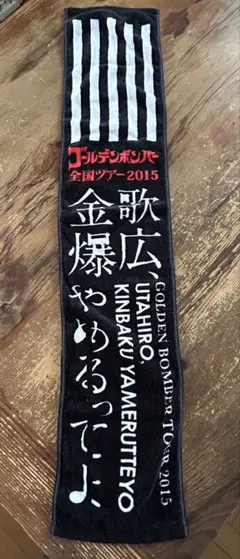 ゴールデンボンバー
全国ツアー2015
歌広、
金爆やめるってよ
GOLDEN BOMBER TOUR 2015
UTAHIRO,
KINBAKU YAMERUTTEYO